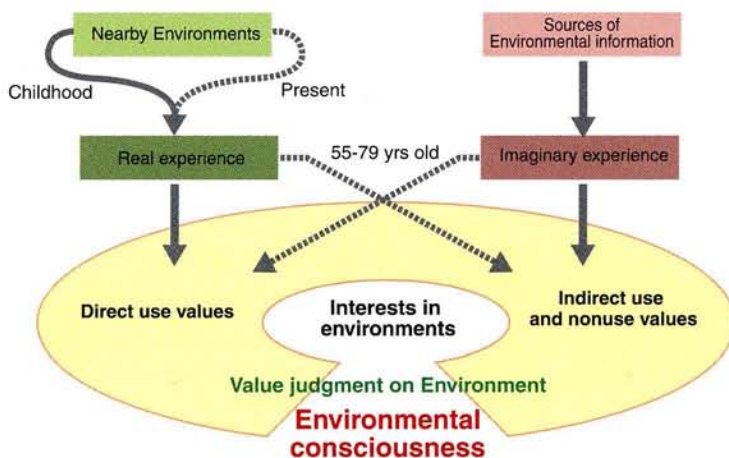 Nearby Environments
Sources of
Environmental information
Childhood
Present
Real experience
55-79 yrs old
Imaginary experience
Direct use values
Interests in
environments
Indirect use
and nonuse values
Value judgment on Environment
Environmental
consciousness